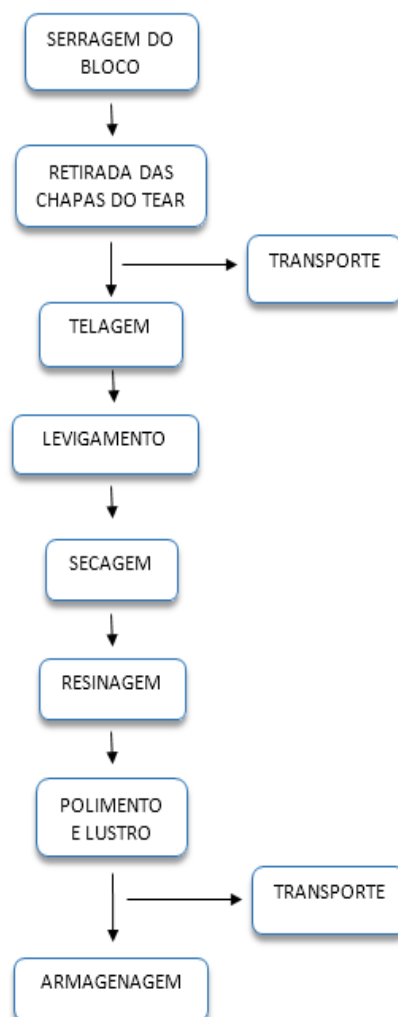 SERRAGEM DO
BLOCO
RETIRADA DAS
CHAPAS DO TEAR
TRANSPORTE
TELAGEM
LEVIGAMENTO
SECAGEM
RESINAGEM
POLIMENTO
E LUSTRO
TRANSPORTE
ARMAGENAGEM